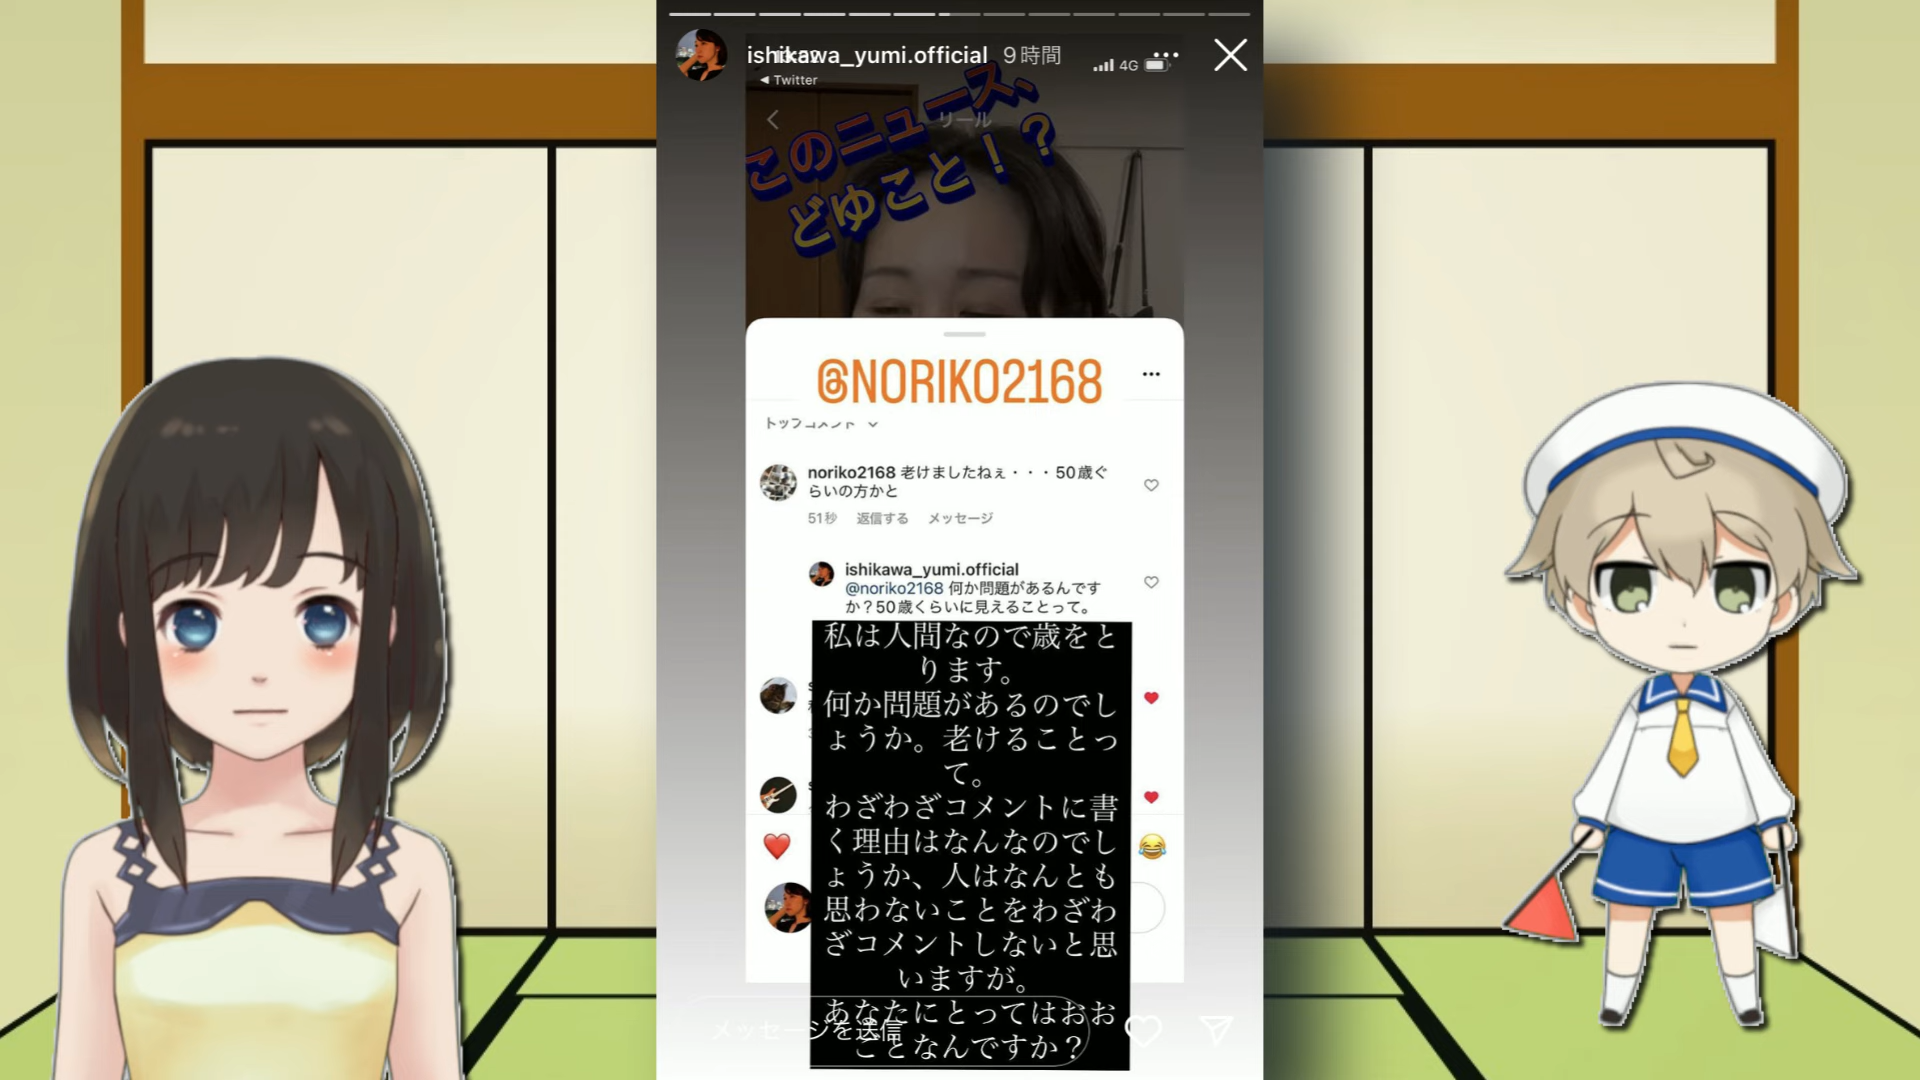 ishikawa_yumi.official 9時間
4G
◀ Twitter
リール
このニュース、
どゆこと！？
@NORIKO2168
トップコメント
noriko2168 老けましたねぇ・・・50歳ぐ
らいの方かと
51秒 返信する メッセージ
ishikawa_yumi.official
@noriko2168 何か問題があるんです
か？50歳くらいに見えることって。
私は人間なので歳をと
ります。
何か問題があるのでし
ょうか。老けることっ
て。
わざわざコメントに書
く理由はなんなのでし
ょうか、人はなんとも
思わないことをわざわ
ざコメントしないと思
いますが。
あなたにとってはおお
ごとなんですか？
メッセージを送信